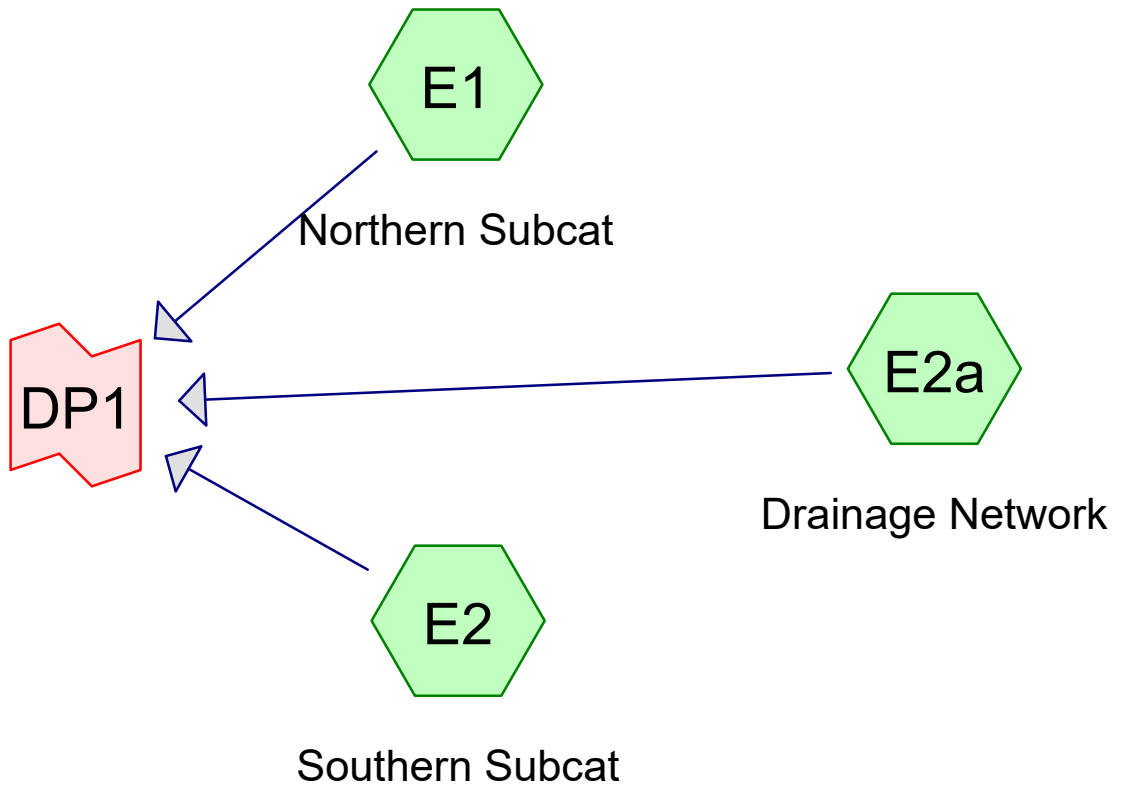 E1
Northern Subcat
E2a
DP1
Drainage Network
E2
Southern Subcat